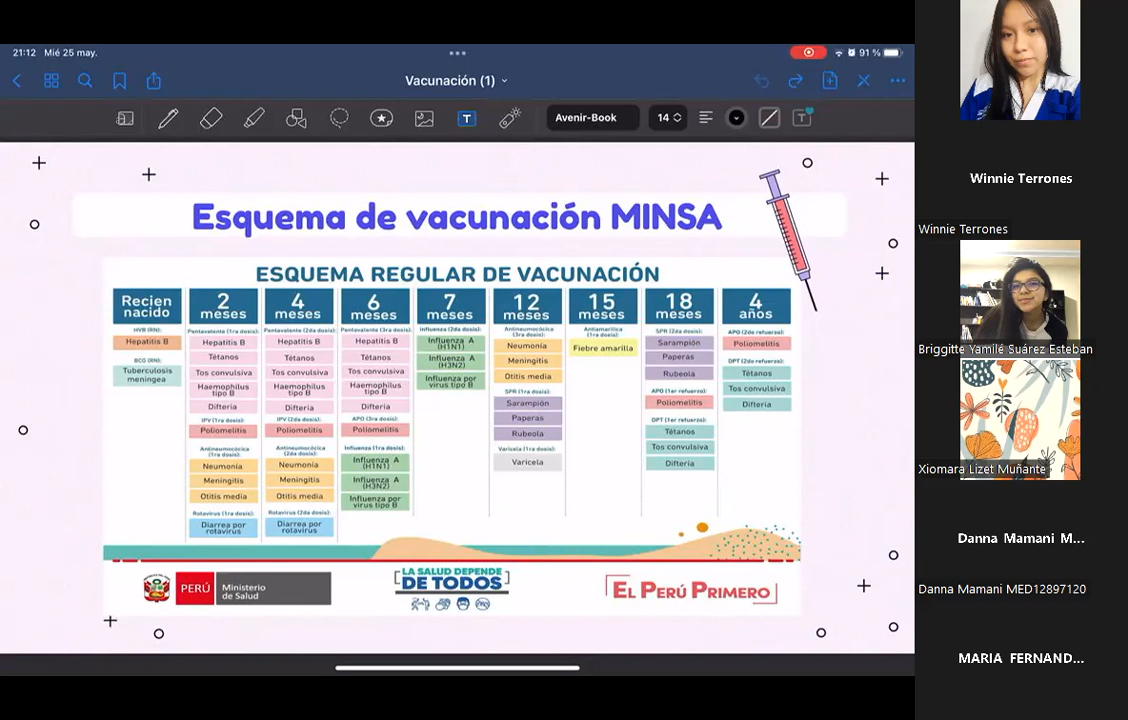 21:12 Mié 25 may.
91 %
Vacunación (1)
Avenir-Book
14
Esquema de vacunación MINSA
ESQUEMA REGULAR DE VACUNACIÓN
Recien
nacido
HVB (RN):
Hepatitis B
BCG (RN):
Tuberculosis
meningea
2
meses
Pentavalente (1ra dosis):
Hepatitis B
Tétanos
Tos convulsiva
Haemophilus
tipo B
Difteria
IPV (1ra dosis):
Poliomelitis
Antineumocócica
(1ra dosis):
Neumonía
Meningitis
Otitis media
Rotavirus (1ra dosis):
Diarrea por
rotavirus
4
meses
Pentavalente (2da dosis):
Hepatitis B
Tétanos
Tos convulsiva
Haemophilus
tipo B
Difteria
IPV (2da dosis):
Poliomelitis
Antineumocócica
(2da dosis):
Neumonía
Meningitis
Otitis media
Rotavirus (2da dosis):
Diarrea por
rotavirus
6
meses
Pentavalente (3ra dosis):
Hepatitis B
Tétanos
Tos convulsiva
Haemophilus
tipo B
Difteria
APO (3ra dosis):
Poliomelitis
Influenza (1ra dosis):
Influenza A
(H1N1)
Influenza A
(H3N2)
Influenza por
virus tipo B
7
meses
Influenza (2da dosis):
Influenza A
(H1N1)
Influenza A
(H3N2)
Influenza por
virus tipo B
12
meses
Antineumocócica
(3ra dosis):
Neumonía
Meningitis
Otitis media
SPR (1ra dosis):
Sarampión
Paperas
Rubeola
Varicela (1ra dosis):
Varicela
15
meses
Antiamarílica
(1ra dosis):
Fiebre amarilla
18
meses
SPR (2da dosis):
Sarampión
Paperas
Rubeola
APO (1er refuerzo):
Poliomelitis
DPT (1er refuerzo):
Tétanos
Tos convulsiva
Difteria
4
años
APO (2do refuerzo):
Poliomelitis
DPT (2do refuerzo):
Tétanos
Tos convulsiva
Difteria
PERÚ
Ministerio
de Salud
LA SALUD DEPENDE
DE TODOS
EL PERÚ PRIMERO
Winnie Terrones
Winnie Terrones
Briggitte Yamilé Suárez Esteban
Xiomara Lizet Muñante
Danna Mamani M...
Danna Mamani MED12897120
MARIA FERNAND...